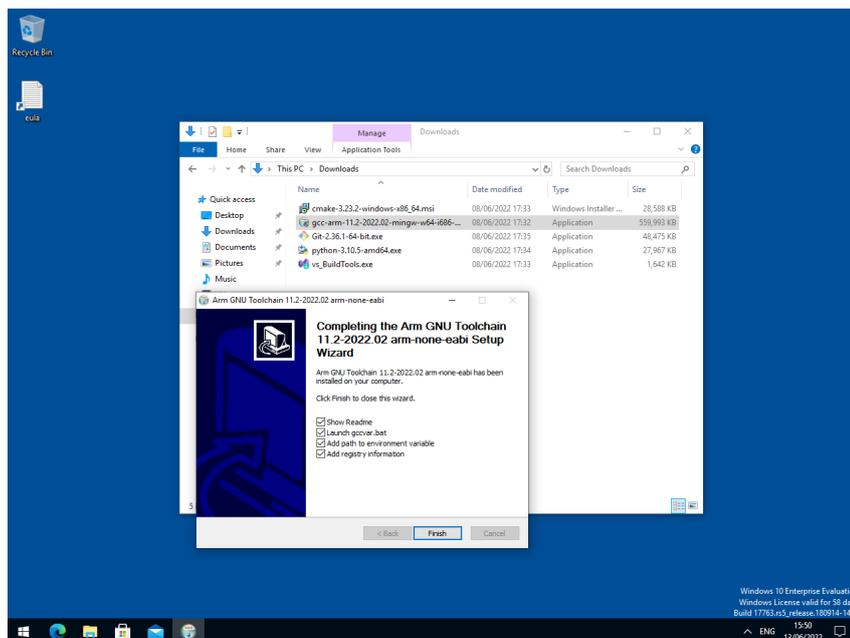 Recycle Bin
eula
Manage
Downloads
File Home Share View Application Tools
This PC > Downloads
Search Downloads
Name Date modified Type Size
Quick access
Desktop
Downloads
Documents
Pictures
Music
cmake-3.23.2-windows-x86_64.msi 08/06/2022 17:33 Windows Installer ... 28,588 KB
gcc-arm-11.2-2022.02-mingw-w64-i686-... 08/06/2022 17:32 Application 559,993 KB
Git-2.36.1-64-bit.exe 08/06/2022 17:35 Application 48,475 KB
python-3.10.5-amd64.exe 08/06/2022 17:34 Application 27,967 KB
vs_BuildTools.exe 08/06/2022 17:33 Application 1,642 KB
Arm GNU Toolchain 11.2-2022.02 arm-none-eabi
Completing the Arm GNU Toolchain
11.2-2022.02 arm-none-eabi Setup
Wizard
Arm GNU Toolchain 11.2-2022.02 arm-none-eabi has been
installed on your computer.
Click Finish to close this wizard.
Show Readme
Launch gccvar.bat
Add path to environment variable
Add registry information
5
< Back Finish Cancel
Windows 10 Enterprise Evaluati
Windows License valid for 58 da
Build 17763.rs5_release.180914-14
ENG
15:50
13/06/2022